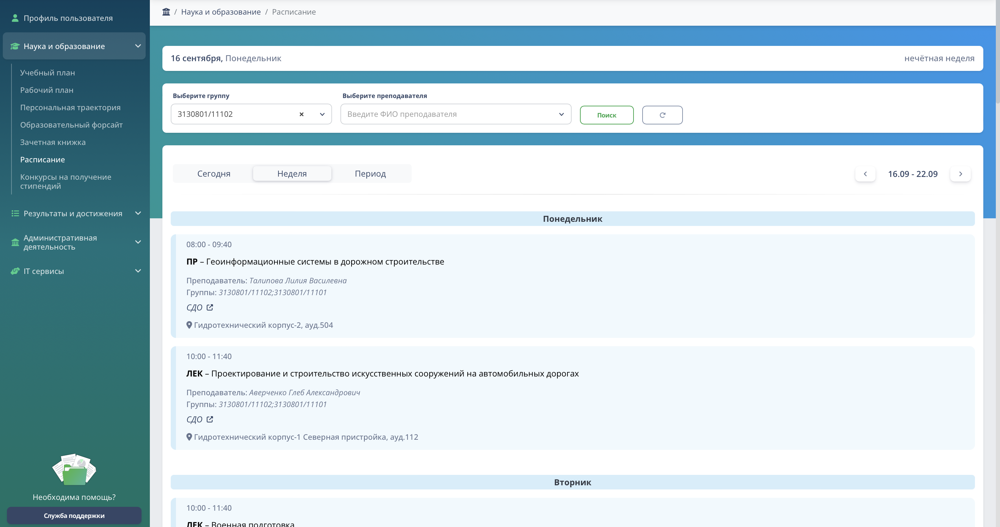 Профиль пользователя
Наука и образование
Учебный план
Рабочий план
Персональная траектория
Образовательный форсайт
Зачетная книжка
Расписание
Конкурсы на получение
стипендий
Результаты и достижения
Административная
деятельность
IT сервисы
Необходима помощь?
Служба поддержки
/ Наука и образование / Расписание
16 сентября, Понедельник
нечётная неделя
Выберите группу
Выберите преподавателя
3130801/11102
Введите ФИО преподавателя
Поиск
Сегодня
Неделя
Период
16.09 - 22.09
Понедельник
08:00 - 09:40
ПР – Геоинформационные системы в дорожном строительстве
Преподаватель: Талипова Лилия Василевна
Группы: 3130801/11102;3130801/11101
СДО
Гидротехнический корпус-2, ауд.504
10:00 - 11:40
ЛЕК – Проектирование и строительство искусственных сооружений на автомобильных дорогах
Преподаватель: Аверченко Глеб Александрович
Группы: 3130801/11102;3130801/11101
СДО
Гидротехнический корпус-1 Северная пристройка, ауд.112
Вторник
10:00 - 11:40
ЛЕК – Военная подготовка